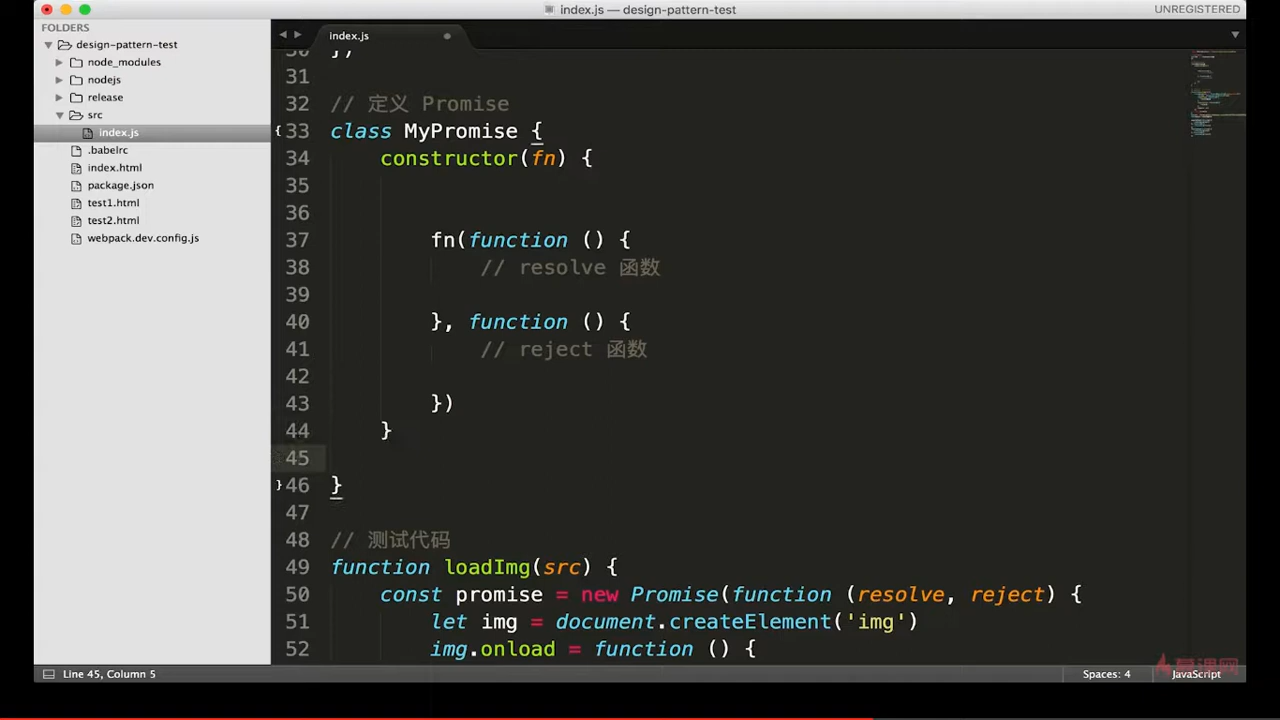 index.js — design-pattern-test
UNREGISTERED
FOLDERS
design-pattern-test
node_modules
nodejs
release
src
index.js
.babelrc
index.html
package.json
test1.html
test2.html
webpack.dev.config.js
index.js
30 })
31
32 // 定义 Promise
33 class MyPromise {
34 constructor(fn) {
35
36
37 fn(function () {
38 // resolve 函数
39
40 }, function () {
41 // reject 函数
42
43 })
44 }
45
46 }
47
48 // 测试代码
49 function loadImg(src) {
50 const promise = new Promise(function (resolve, reject) {
51 let img = document.createElement('img')
52 img.onload = function () {
Line 45, Column 5
Spaces: 4
JavaScript
慕课网